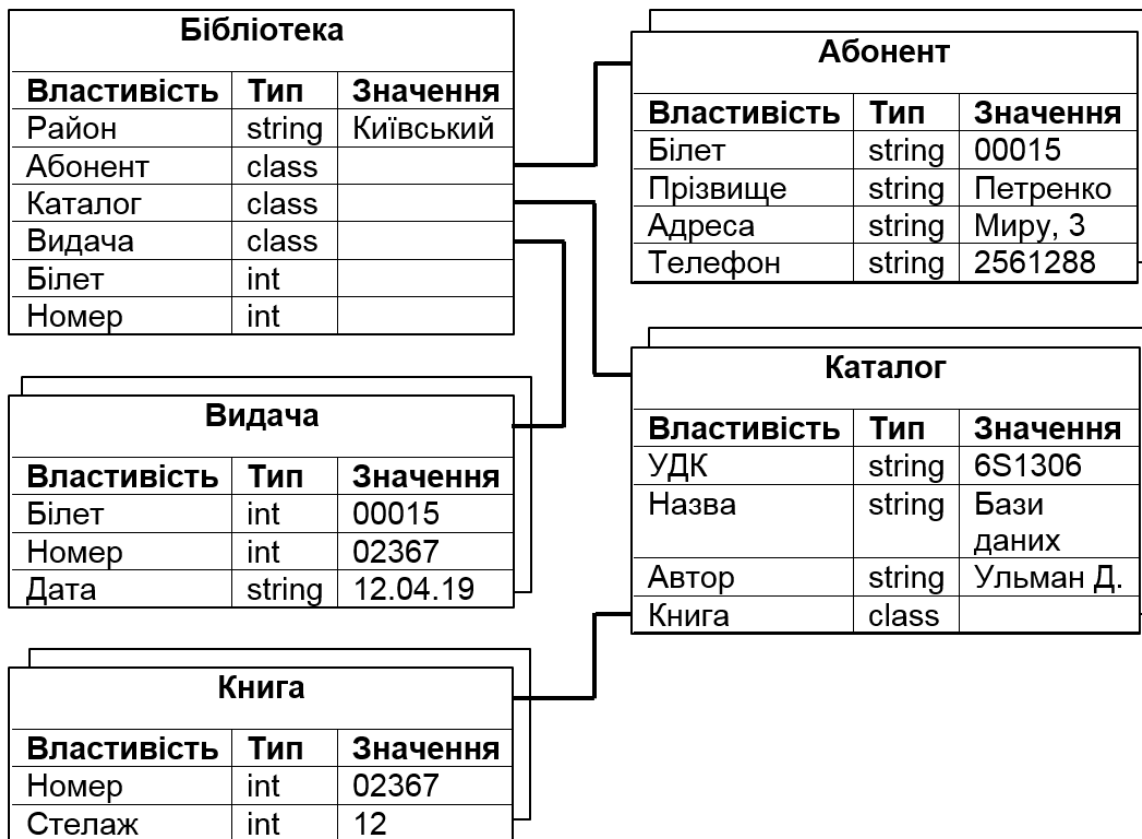 Бібліотека
Властивість Тип Значення
Район string Київський
Абонент class
Каталог class
Видача class
Білет int
Номер int
Абонент
Властивість Тип Значення
Білет string 00015
Прізвище string Петренко
Адреса string Миру, 3
Телефон string 2561288
Видача
Властивість Тип Значення
Білет int 00015
Номер int 02367
Дата string 12.04.19
Каталог
Властивість Тип Значення
УДК string 6S1306
Назва string Бази
даних
Автор string Ульман Д.
Книга class
Книга
Властивість Тип Значення
Номер int 02367
Стелаж int 12